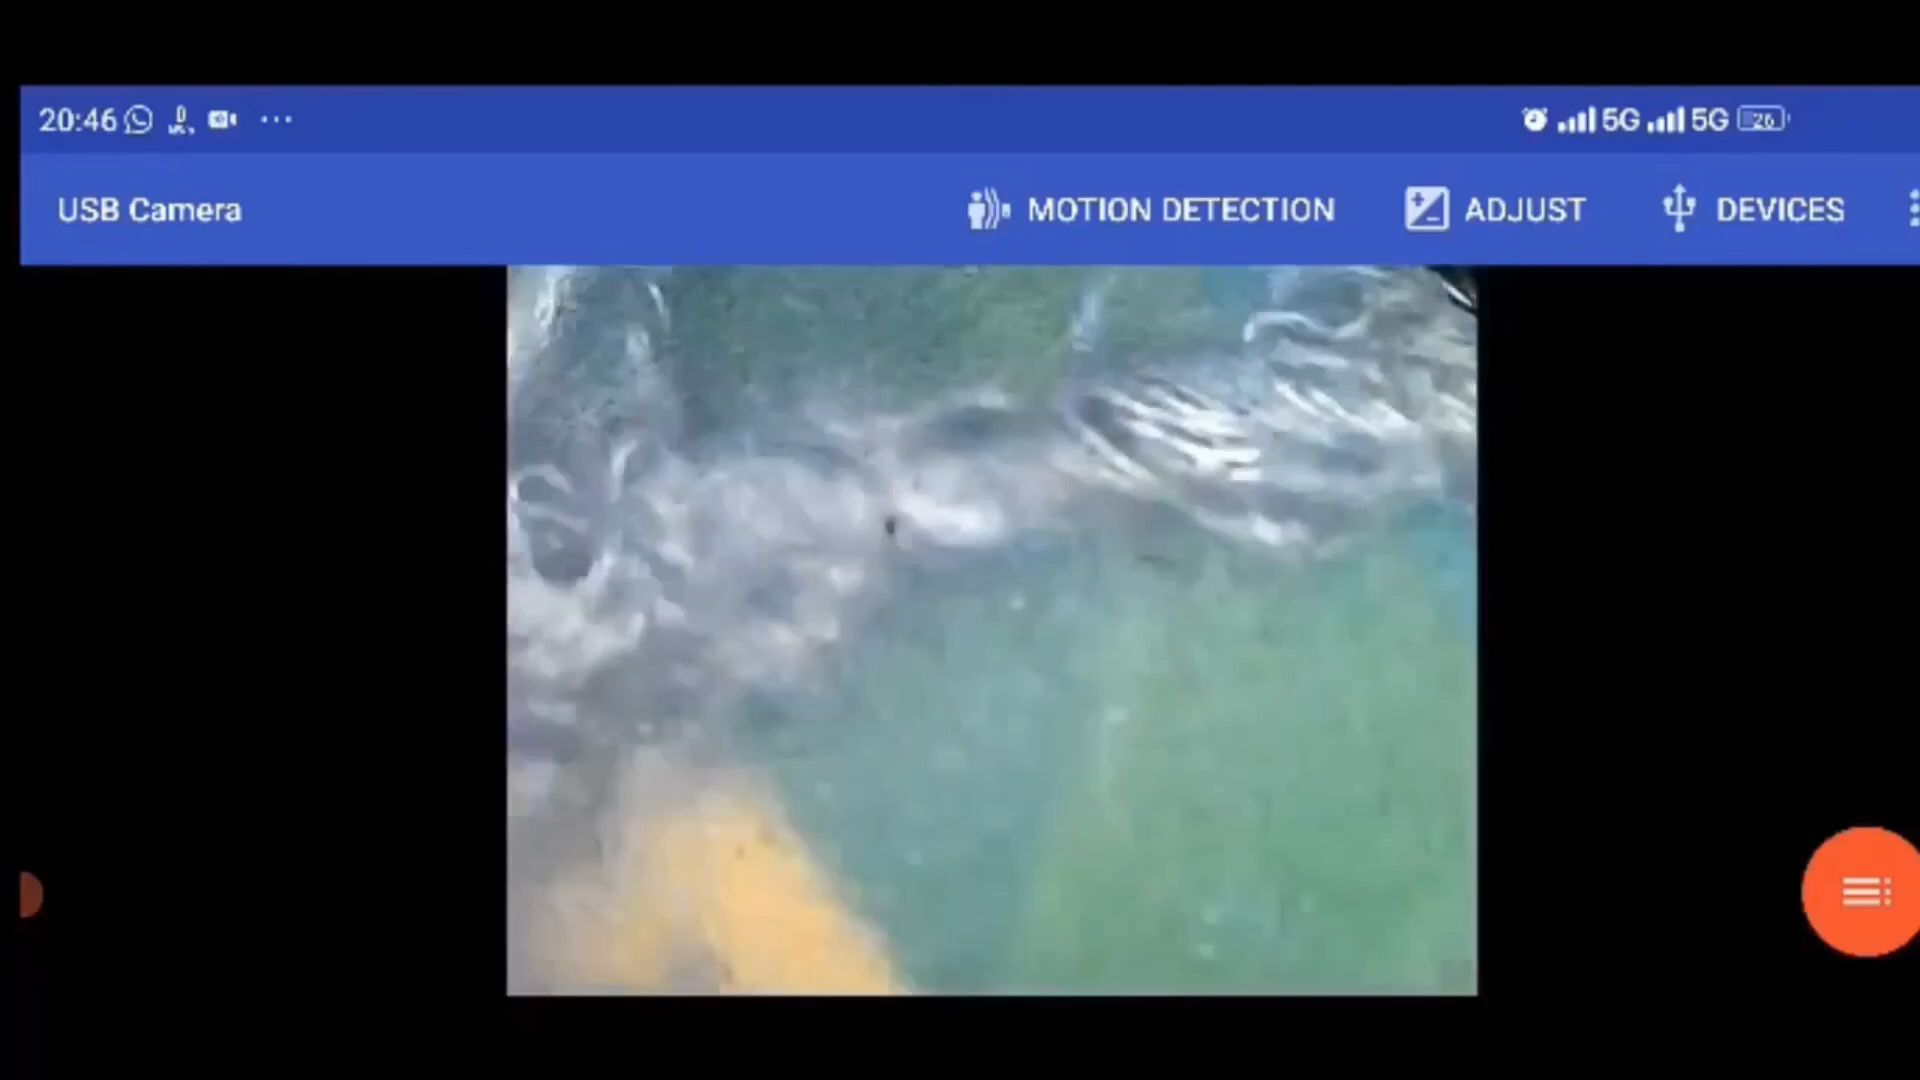 20:46
5G 5G 26
USB Camera
MOTION DETECTION
ADJUST
DEVICES